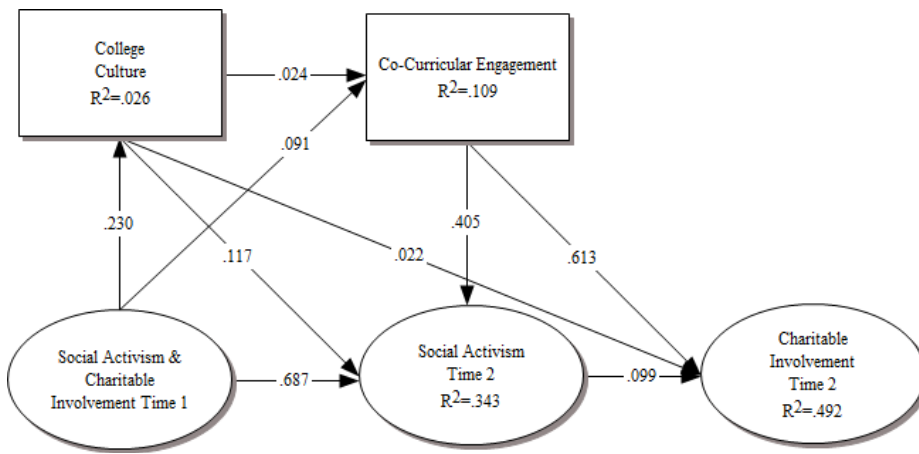 College
Culture
R²=.026
.024
Co-Curricular Engagement
R²=.109
.091
.230
.117
.022
.405
.613
Social Activism &
Charitable
Involvement Time 1
.687
Social Activism
Time 2
R²=.343
.099
Charitable
Involvement
Time 2
R²=.492